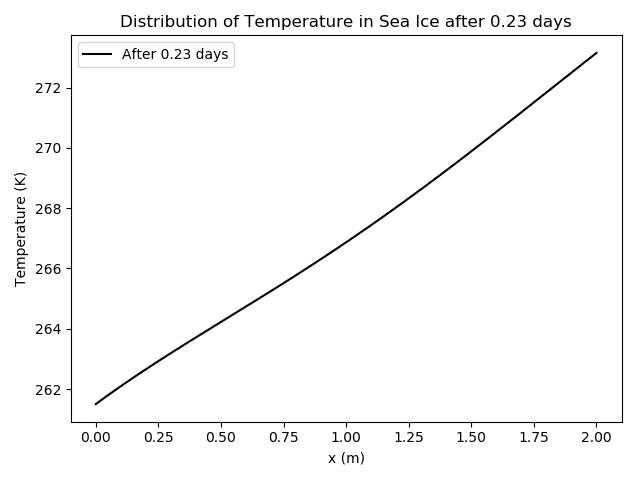 Distribution of Temperature in Sea Ice after 0.23 days
After 0.23 days
Temperature (K)
272
270
268
266
264
262
0.00 0.25 0.50 0.75 1.00 1.25 1.50 1.75 2.00
x (m)